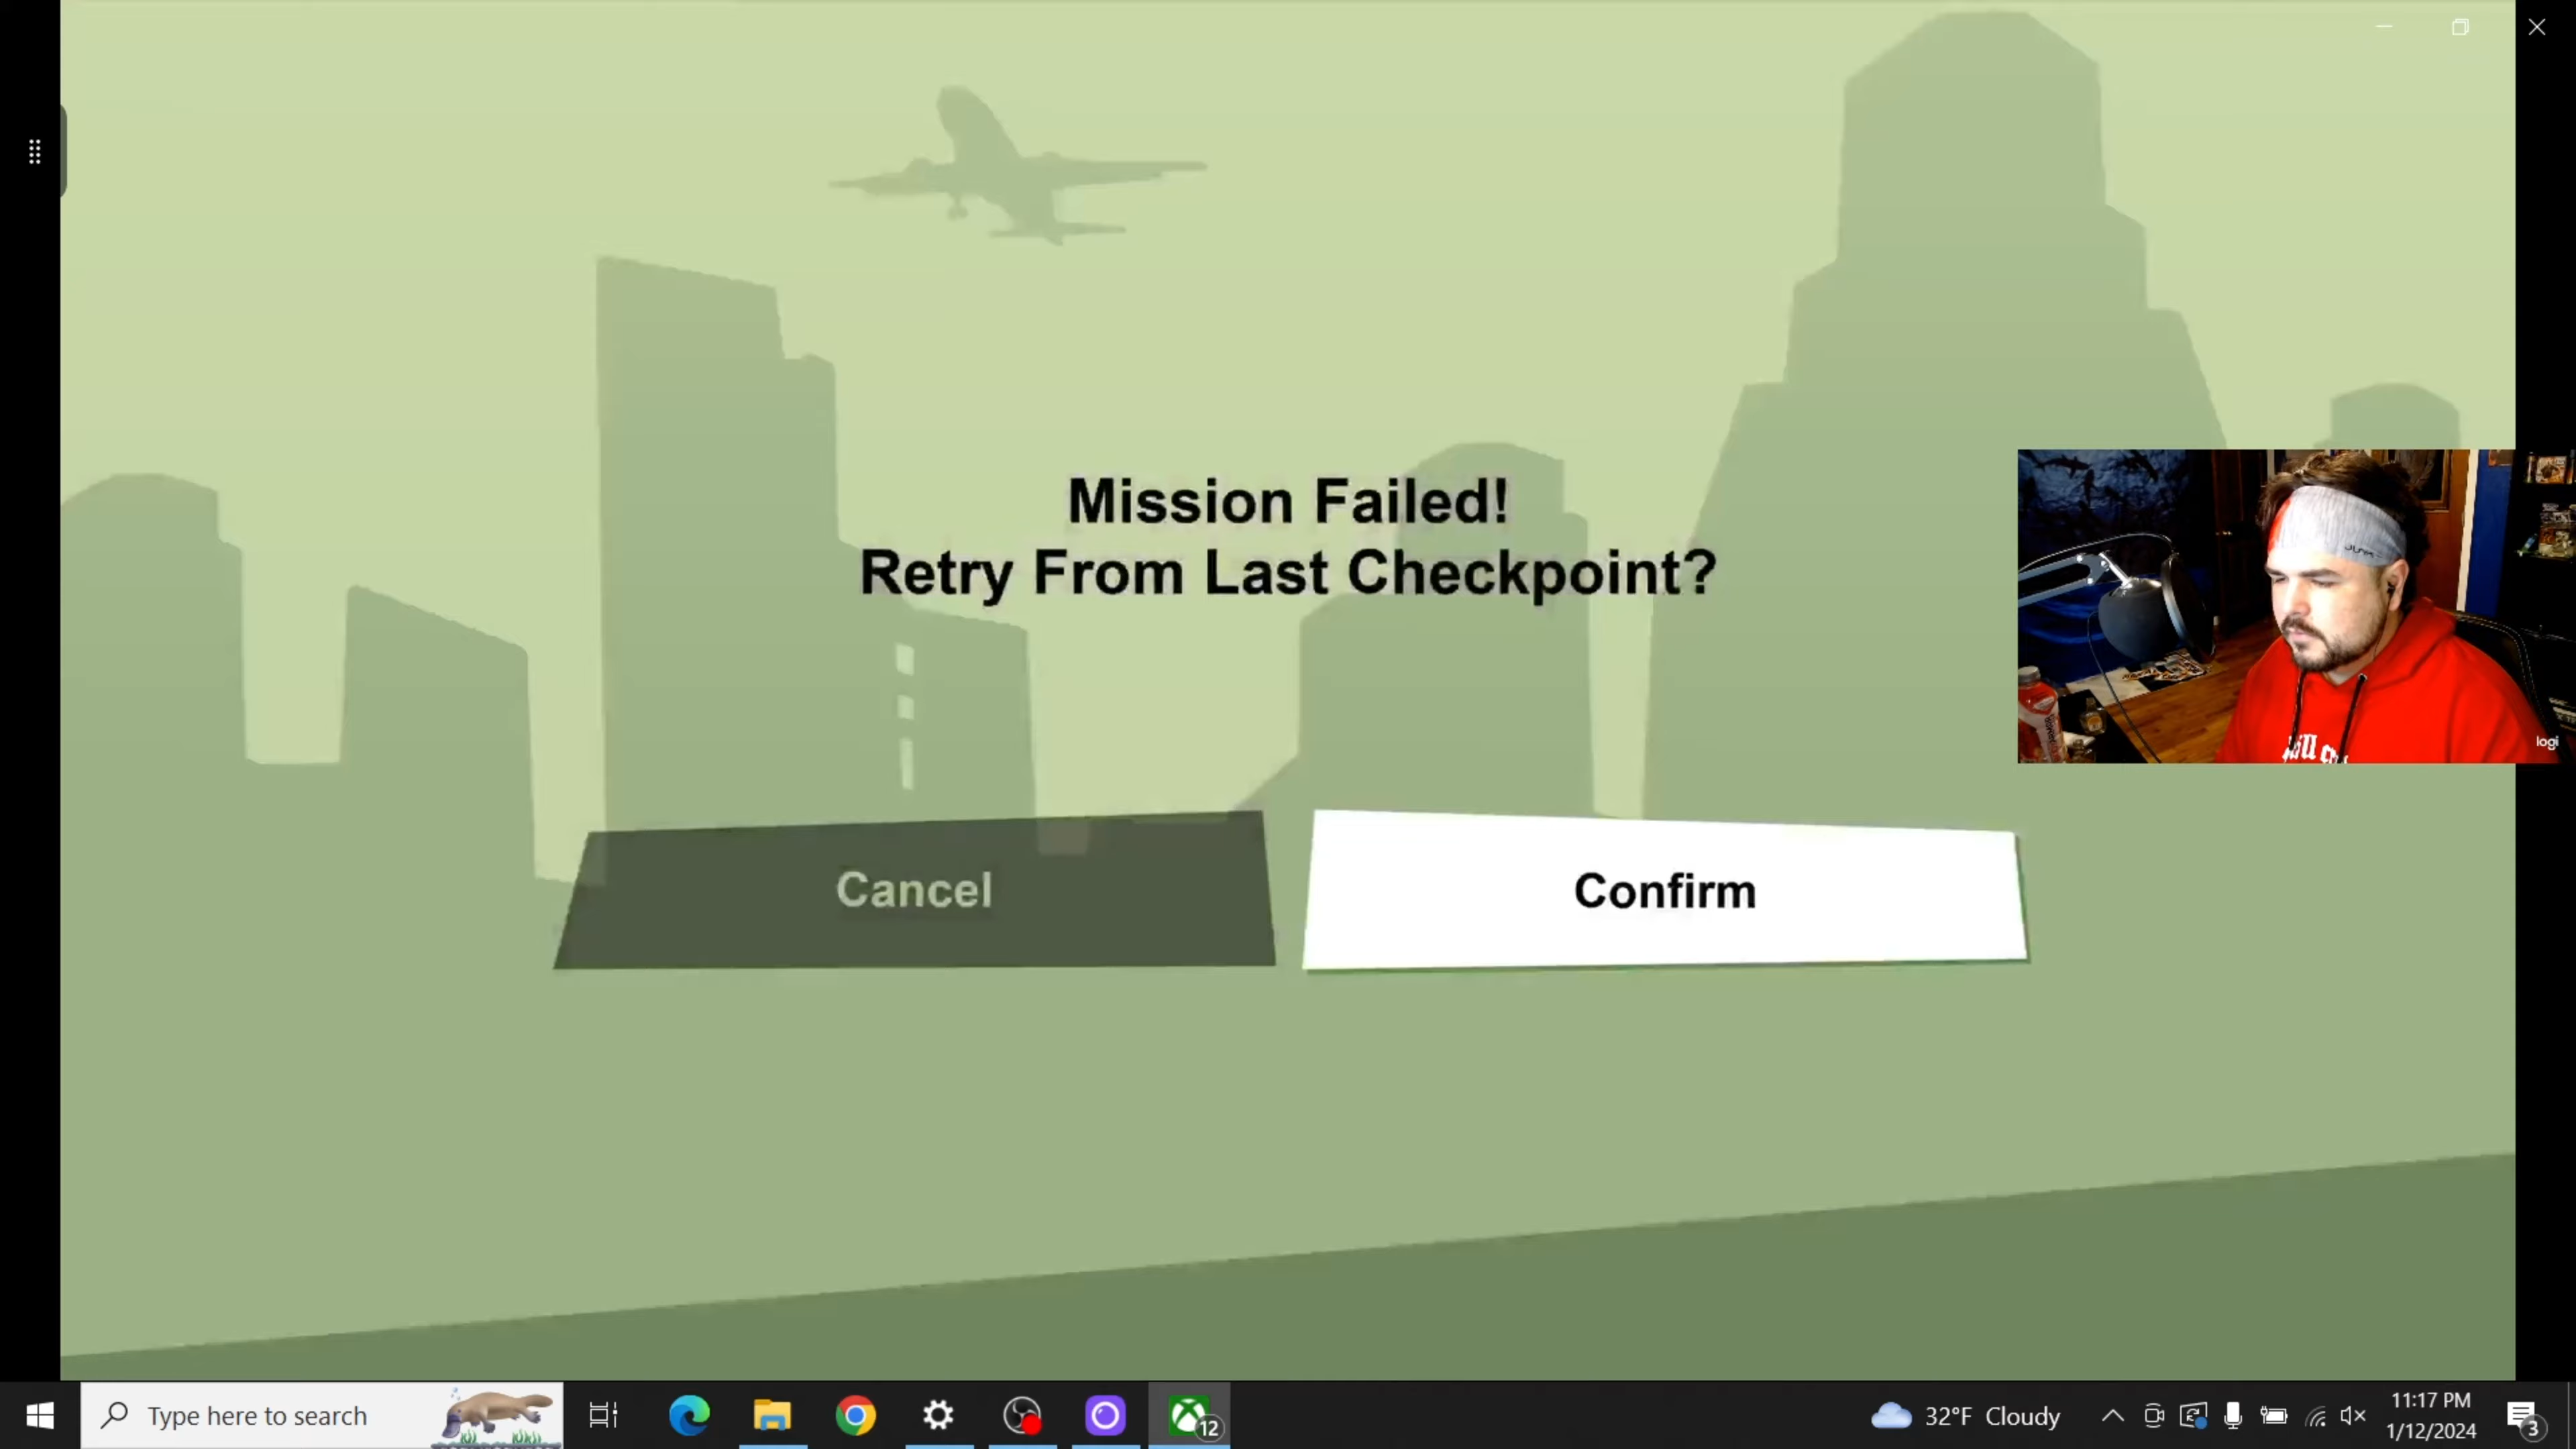 Mission Failed!
Retry From Last Checkpoint?
Cancel
Confirm
logi
Type here to search
12
32°F Cloudy
11:17 PM
1/12/2024
3